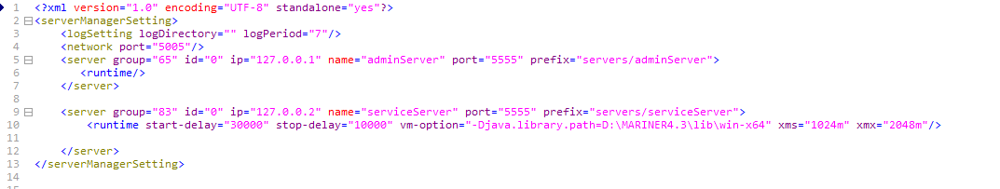 1 <?xml version="1.0" encoding="UTF-8" standalone="yes"?>
2 <serverManagerSetting>
3 <logSetting logDirectory="" logPeriod="7"/>
4 <network port="5005"/>
5 <server group="65" id="0" ip="127.0.0.1" name="adminServer" port="5555" prefix="servers/adminServer">
6 <runtime/>
7 </server>
8
9 <server group="83" id="0" ip="127.0.0.2" name="serviceServer" port="5555" prefix="servers/serviceServer">
10 <runtime start-delay="30000" stop-delay="10000" vm-option="-Djava.library.path=D:\MARINER4.3\lib\win-x64" xms="1024m" xmx="2048m"/>
11
12 </server>
13 </serverManagerSetting>
14
15